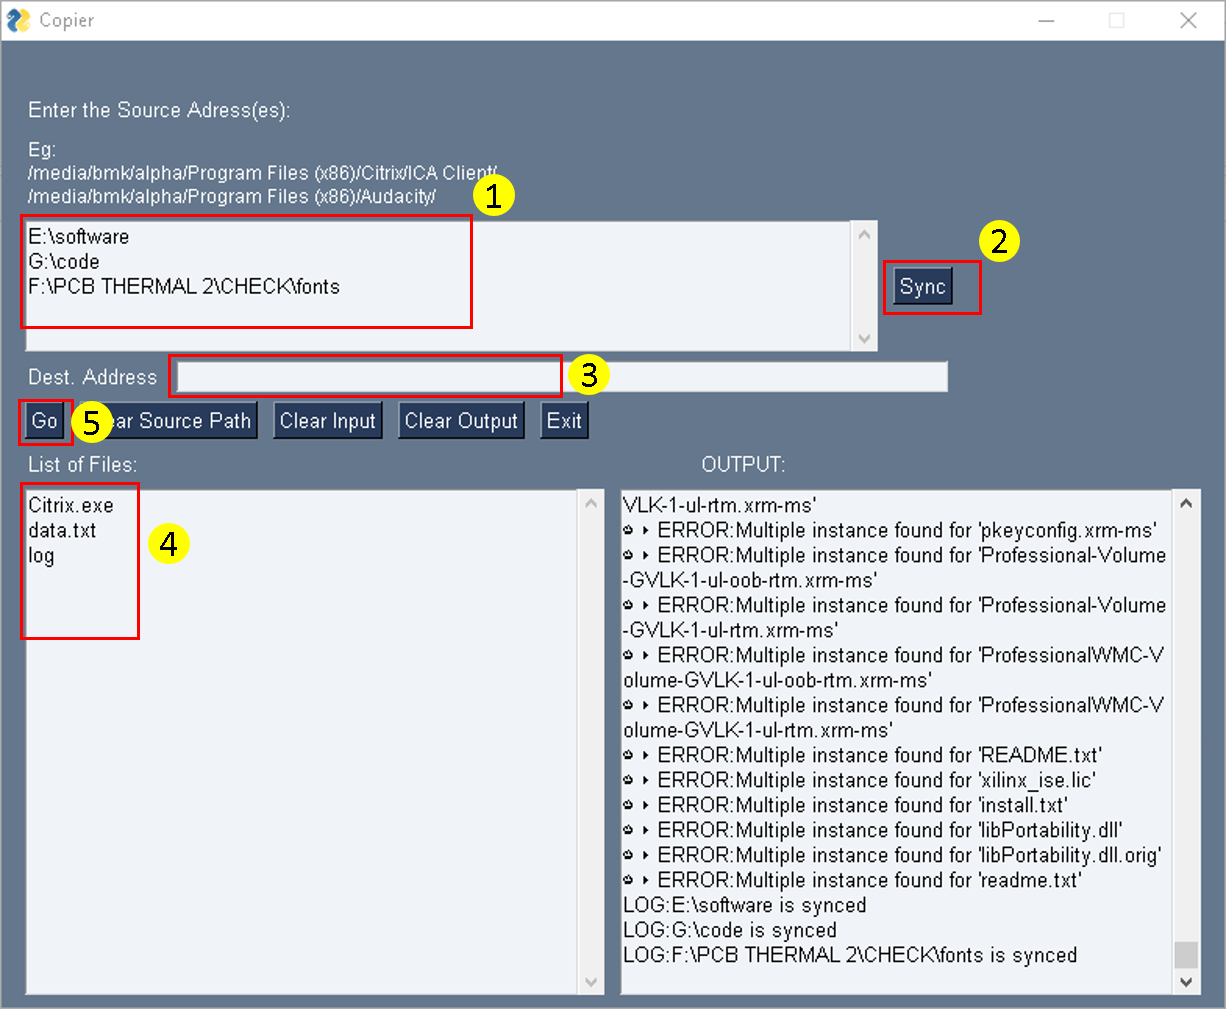 Copier
Enter the Source Adress(es):
Eg:
/media/bmk/alpha/Program Files (x86)/Citrix/ICA Client/
/media/bmk/alpha/Program Files (x86)/Audacity/
1
E:\software
G:\code
F:\PCB THERMAL 2\CHECK\fonts
2
Sync
Dest. Address
3
Go
5
ar Source Path
Clear Input
Clear Output
Exit
List of Files:
Citrix.exe
data.txt
log
4
OUTPUT:
VLK-1-ul-rtm.xrm-ms'
ERROR:Multiple instance found for 'pkeyconfig.xrm-ms'
ERROR:Multiple instance found for 'Professional-Volume
-GVLK-1-ul-oob-rtm.xrm-ms'
ERROR:Multiple instance found for 'Professional-Volume
-GVLK-1-ul-rtm.xrm-ms'
ERROR:Multiple instance found for 'ProfessionalWMC-V
olume-GVLK-1-ul-oob-rtm.xrm-ms'
ERROR:Multiple instance found for 'ProfessionalWMC-V
olume-GVLK-1-ul-rtm.xrm-ms'
ERROR:Multiple instance found for 'README.txt'
ERROR:Multiple instance found for 'xilinx_ise.lic'
ERROR:Multiple instance found for 'install.txt'
ERROR:Multiple instance found for 'libPortability.dll'
ERROR:Multiple instance found for 'libPortability.dll.orig'
ERROR:Multiple instance found for 'readme.txt'
LOG:E:\software is synced
LOG:G:\code is synced
LOG:F:\PCB THERMAL 2\CHECK\fonts is synced